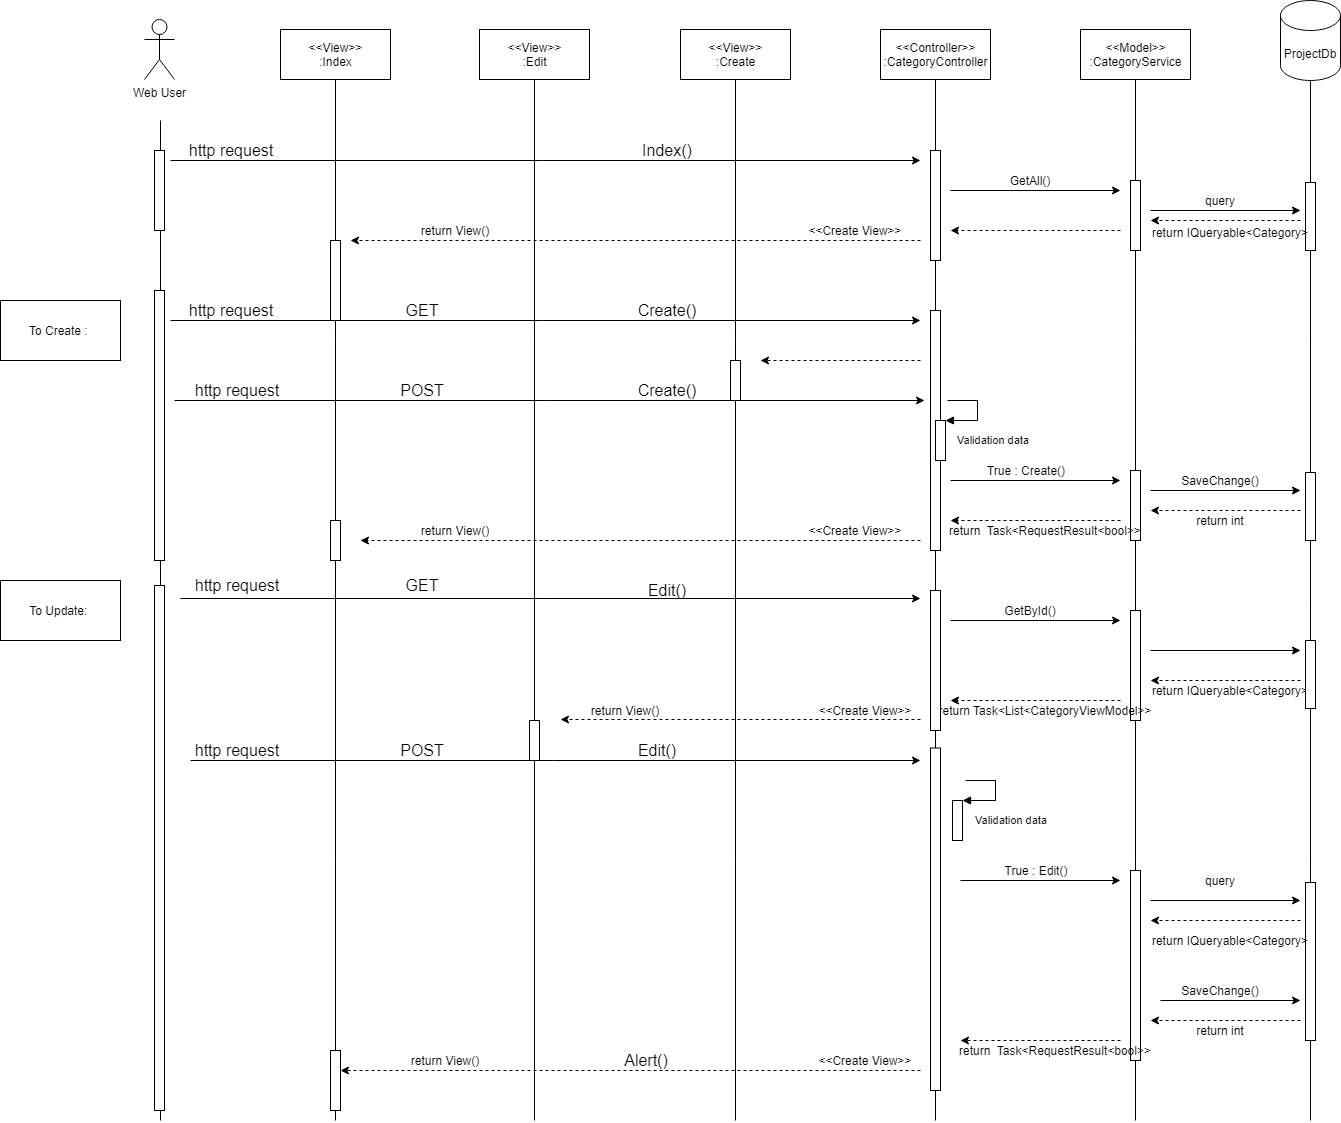 <<View>>
:Index
<<View>>
:Edit
<<View>>
:Create
<<Controller>>
:CategoryController
<<Model>>
:CategoryService
ProjectDb
Web User
http request
Index()
GetAll()
query
return View()
<<Create View>>
return IQueryable<Category>
To Create :
http request
GET
Create()
http request
POST
Create()
Validation data
True : Create()
SaveChange()
return View()
<<Create View>>
return  Task<RequestResult<bool>>
return int
To Update:
http request
GET
Edit()
GetById()
return IQueryable<Category>
return View()
<<Create View>>
return Task<List<CategoryViewModel>>
http request
POST
Edit()
Validation data
True : Edit()
query
return IQueryable<Category>
SaveChange()
return int
return  Task<RequestResult<bool>>
return View()
Alert()
<<Create View>>